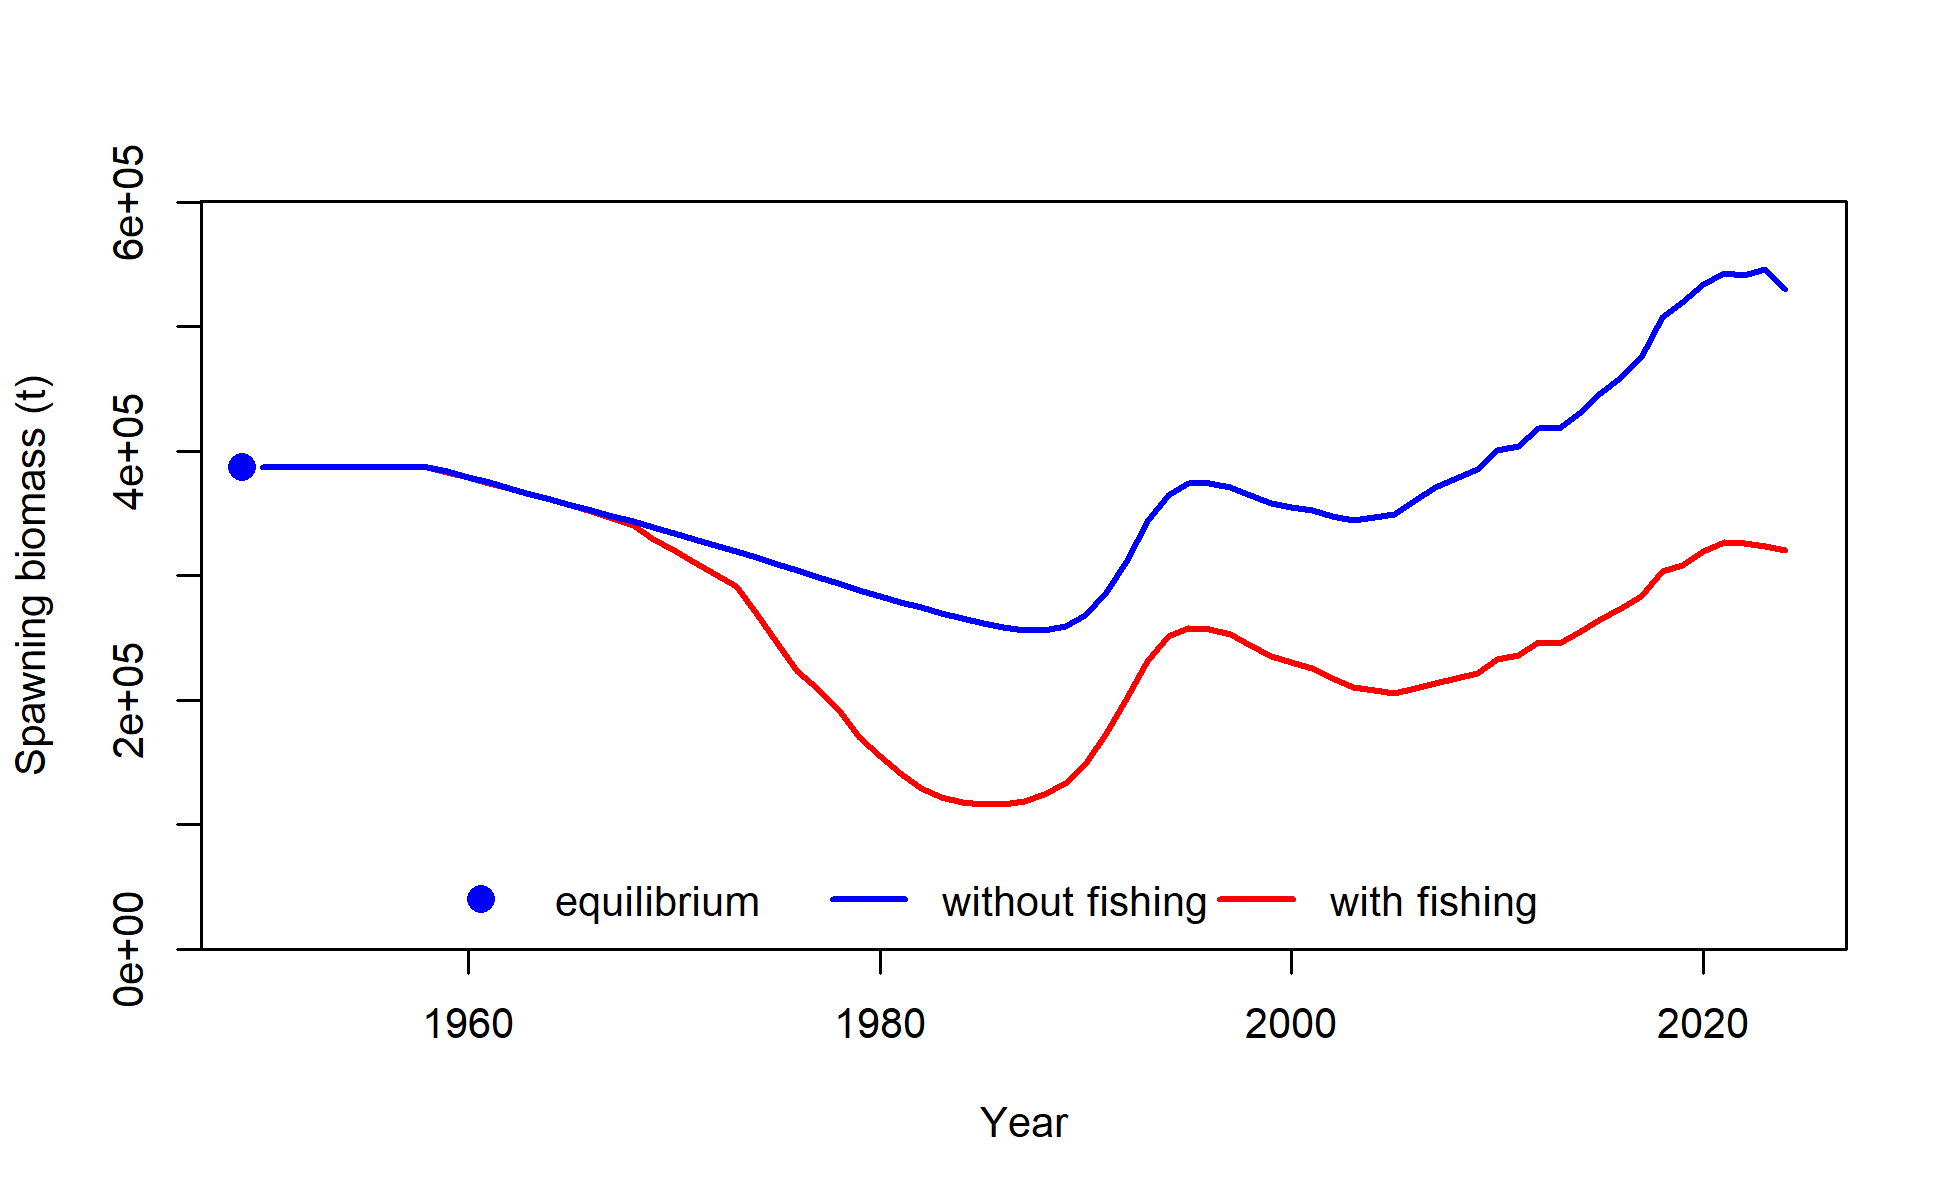 Spawning biomass (t)
6e+05
4e+05
2e+05
0e+00
equilibrium without fishing with fishing
1960 1980 2000 2020
Year